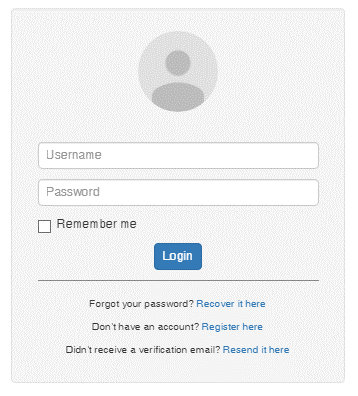 Username
Password
Remember me
Login
Forgot your password? Recover it here
Don't have an account? Register here
Didn't receive a verification email? Resend it here